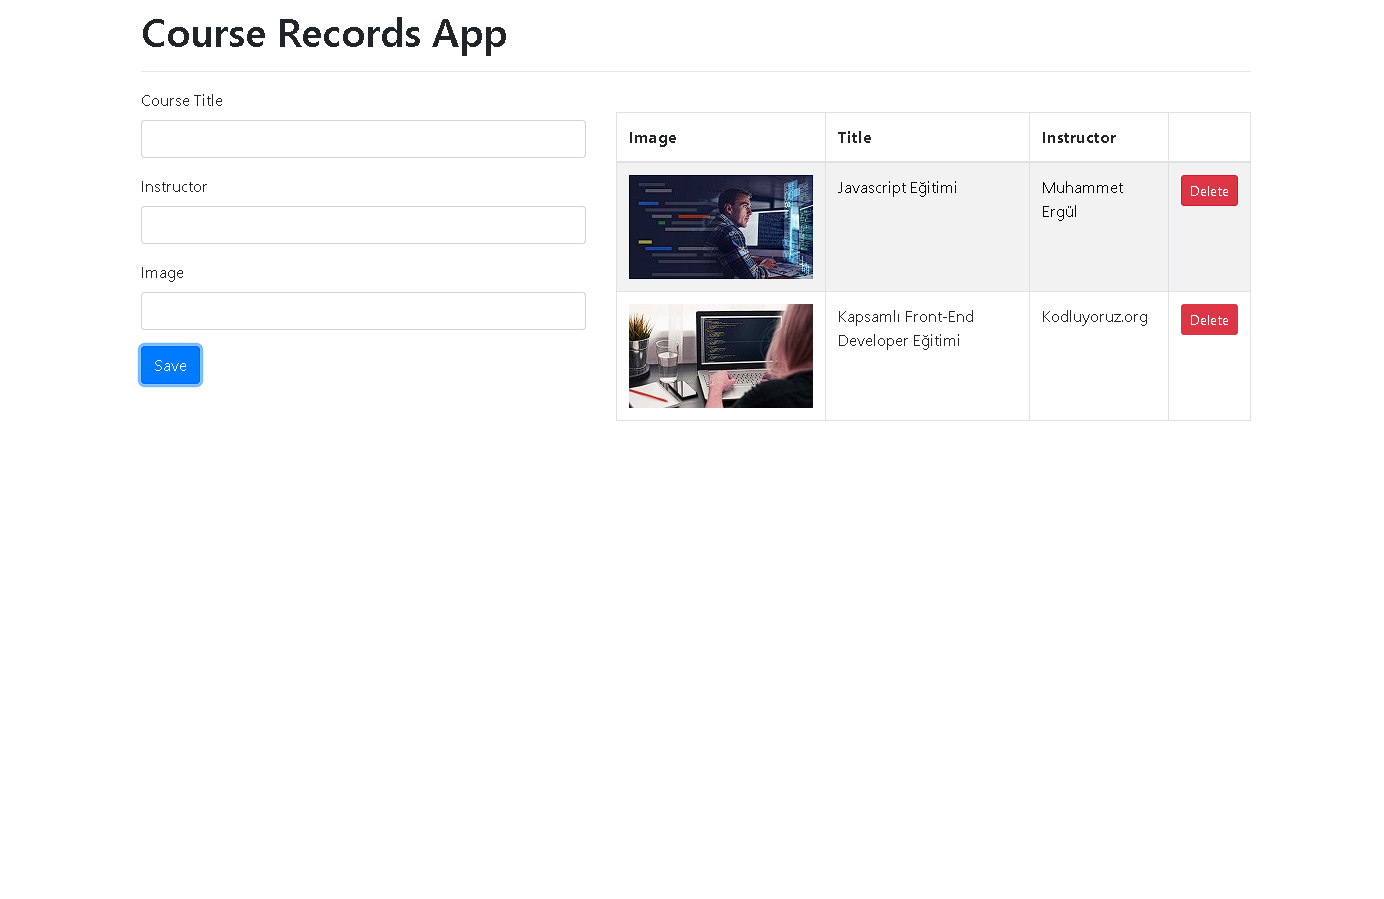 Course Records App
Course Title
Instructor
Image
Save
Image Title Instructor
Javascript Eğitimi
Muhammet
Ergül
Delete
Kapsamlı Front-End
Developer Eğitimi
Kodluyoruz.org
Delete